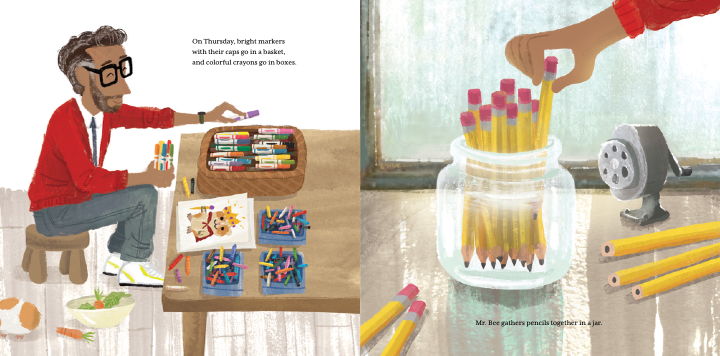 On Thursday, bright markers
with their caps go in a basket,
and colorful crayons go in boxes.
Mr. Bee gathers pencils together in a jar.